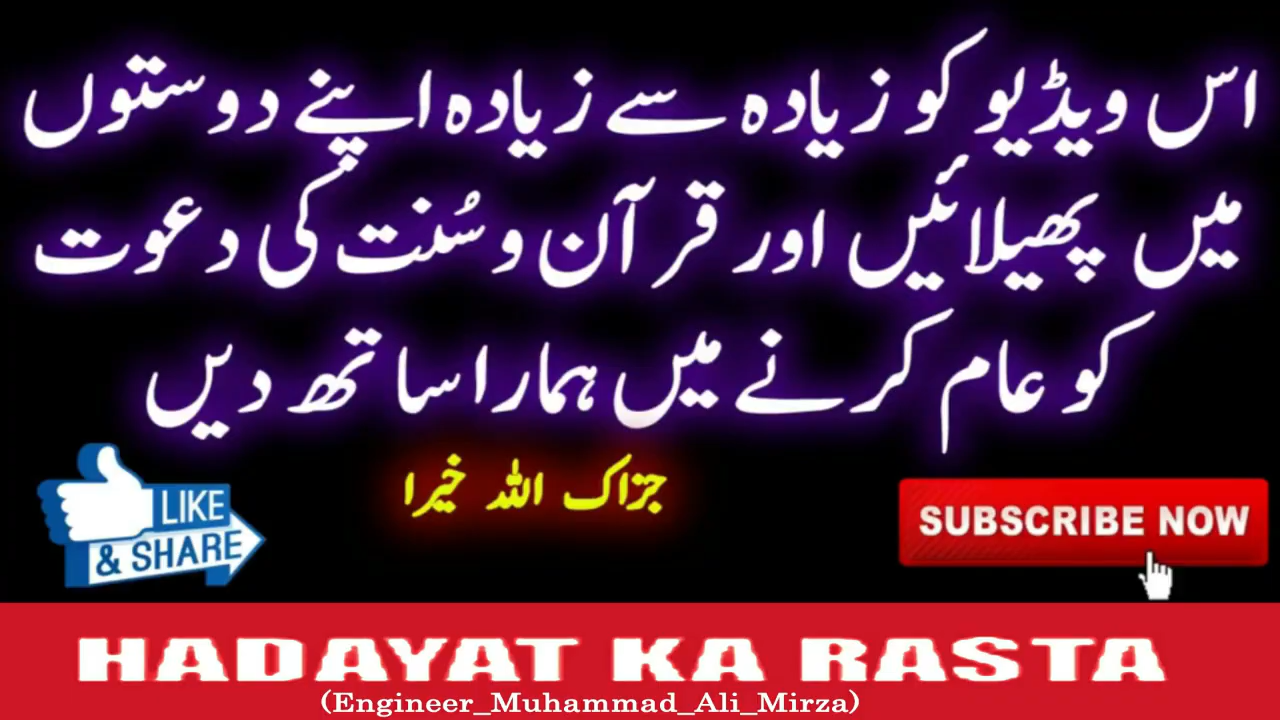 اس ویڈیو کو زیادہ سے زیادہ اپنے دوستوں
میں پھیلائیں اور قرآن و سُنت کی دعوت
کو عام کرنے میں ہمارا ساتھ دیں
جزاک اللہ خیرا
LIKE
& SHARE
SUBSCRIBE NOW
HADAYAT KA RASTA
(Engineer_Muhammad_Ali_Mirza)